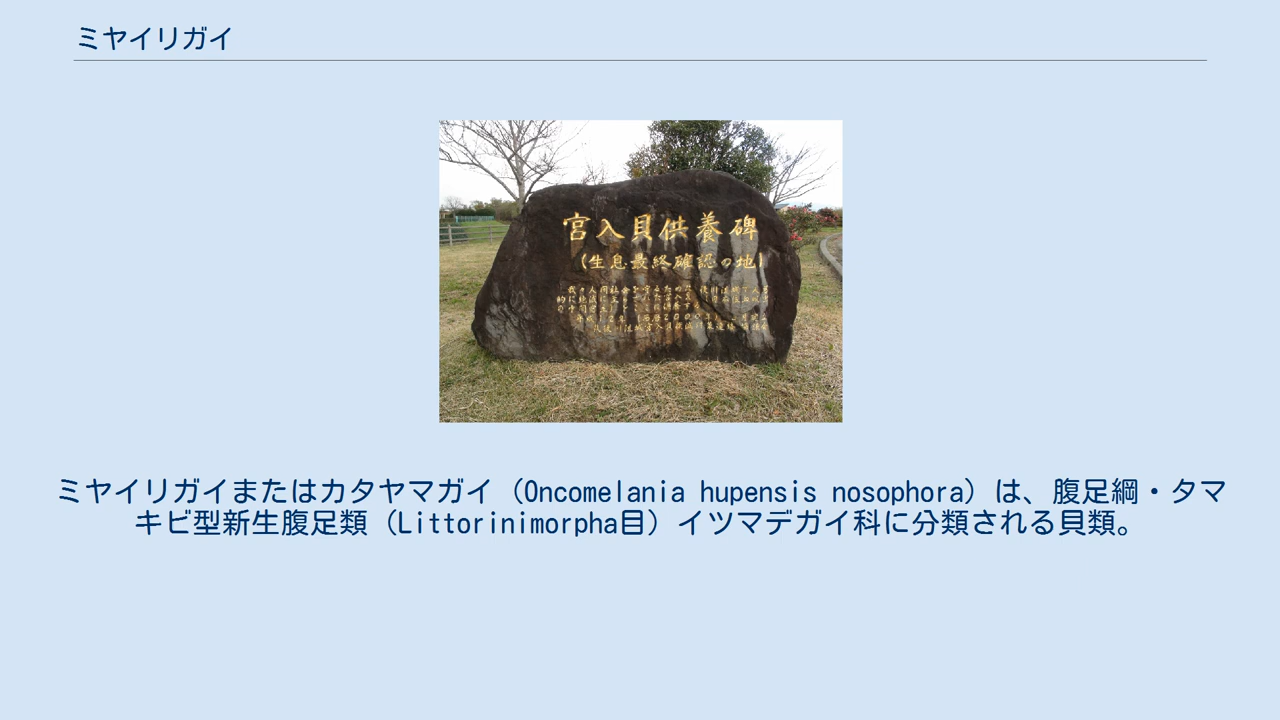 ミヤイリガイ
宮入貝供養碑
(生息最終確認の地)
ミヤイリガイまたはカタヤマガイ（Oncomelania hupensis nosophora）は、腹足綱・タマ
キビ型新生腹足類（Littorinimorpha目）イツマデガイ科に分類される貝類。